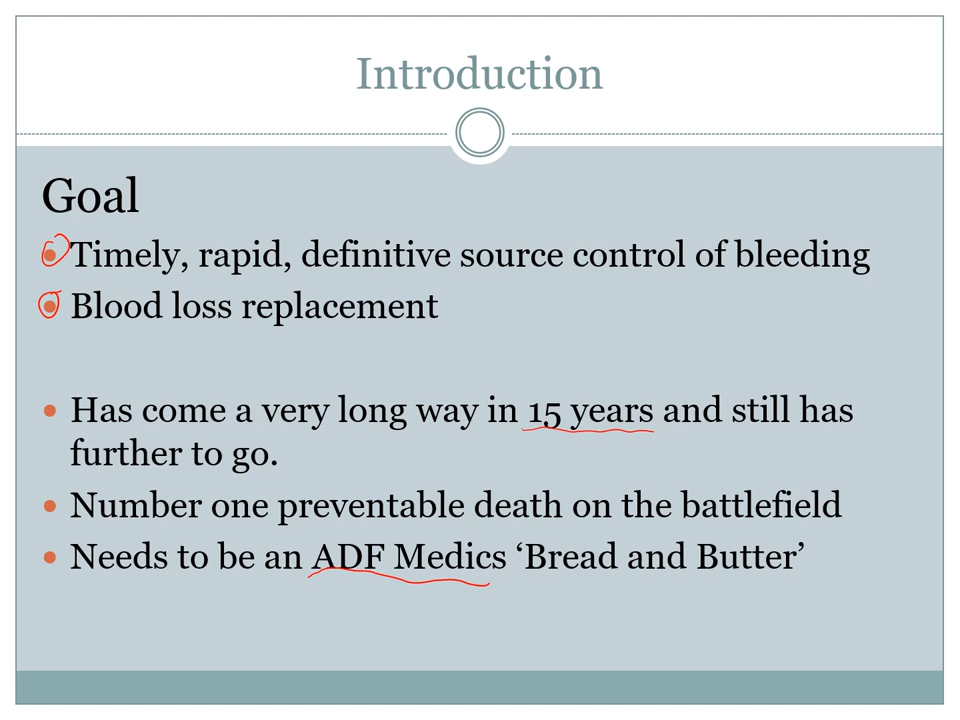 Introduction
Goal
Timely, rapid, definitive source control of bleeding
Blood loss replacement
Has come a very long way in 15 years and still has
further to go.
Number one preventable death on the battlefield
Needs to be an ADF Medics ‘Bread and Butter’